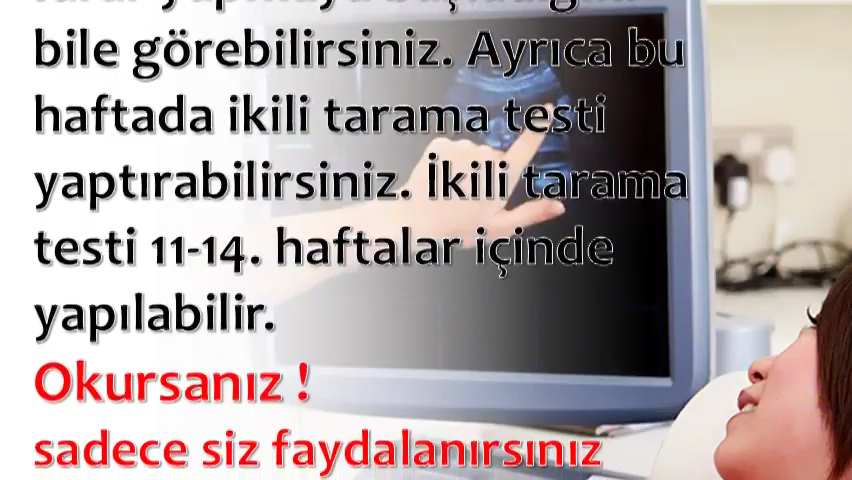 bile görebilirsiniz. Ayrıca bu
haftada ikili tarama testi
yaptırabilirsiniz. İkili tarama
testi 11-14. haftalar içinde
yapılabilir.
Okursanız !
sadece siz faydalanırsınız